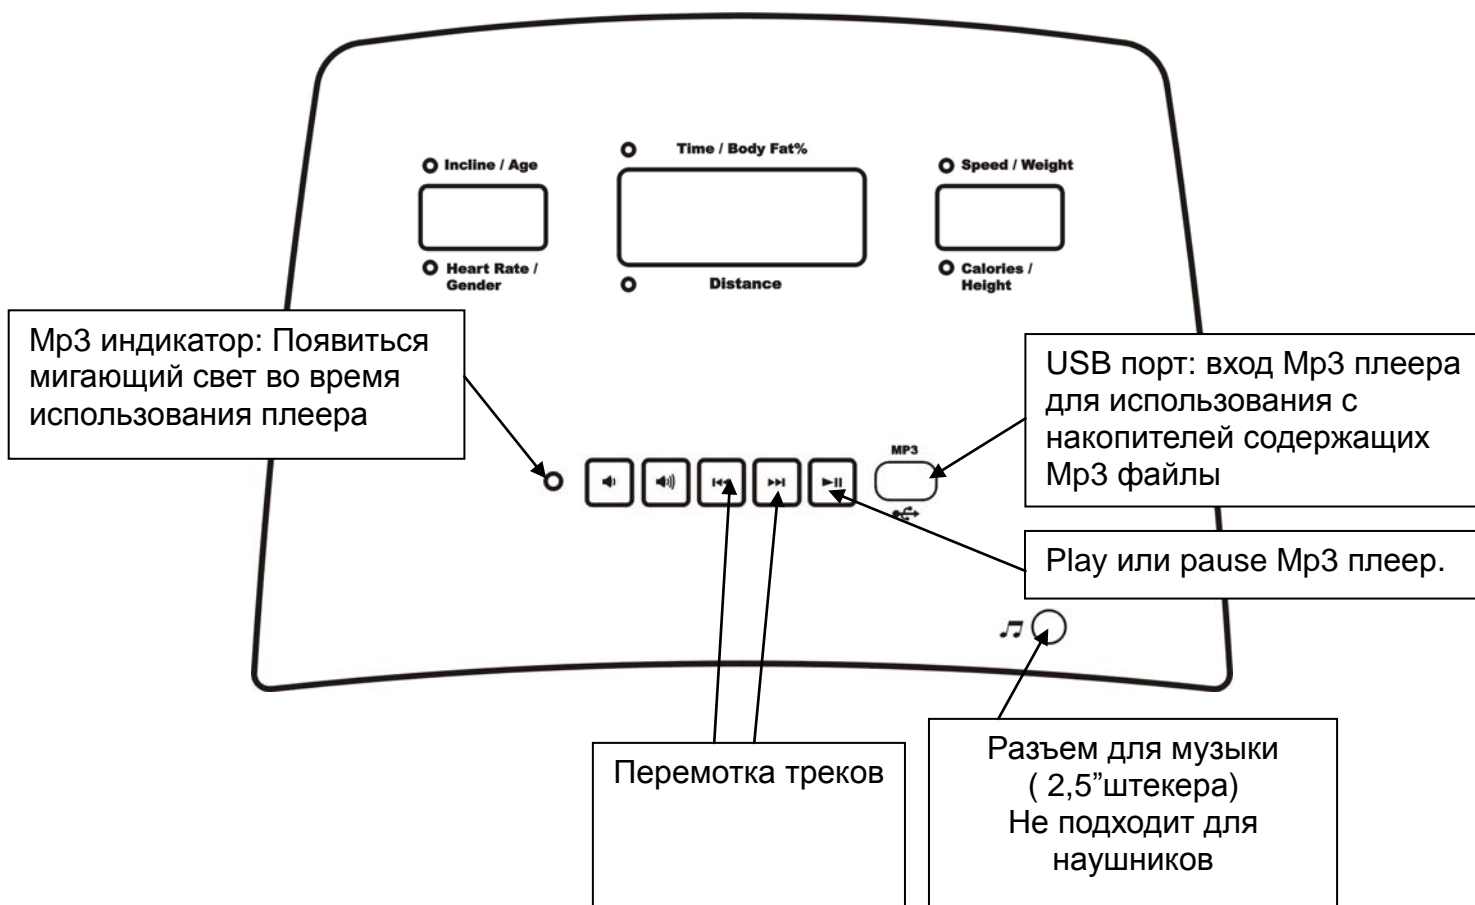 Time / Body Fat%
Incline / Age
Speed / Weight
Heart Rate /
Gender
Distance
Calories /
Height
Mp3 индикатор: Появиться
мигающий свет во время
использования плеера
USB порт: вход Mp3 плеера
для использования с
накопителей содержащих
Mp3 файлы
MP3
Play или pause Mp3 плеер.
Перемотка треков
Разъем для музыки
( 2,5”штекера)
Не подходит для
наушников